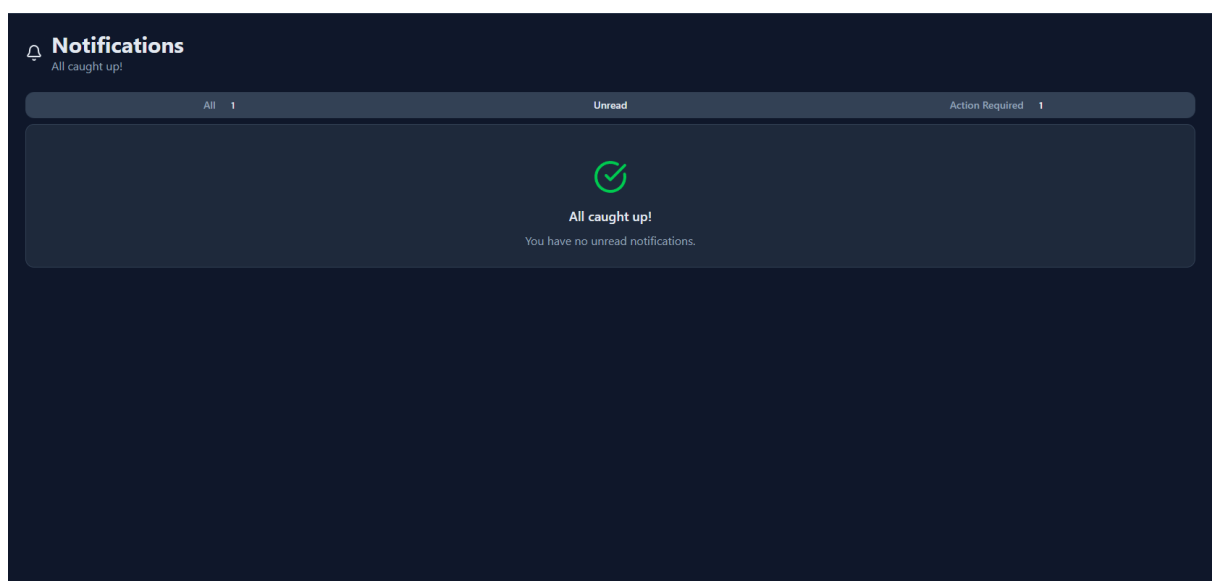 Notifications
All caught up!
All 1 Unread Action Required 1
All caught up!
You have no unread notifications.